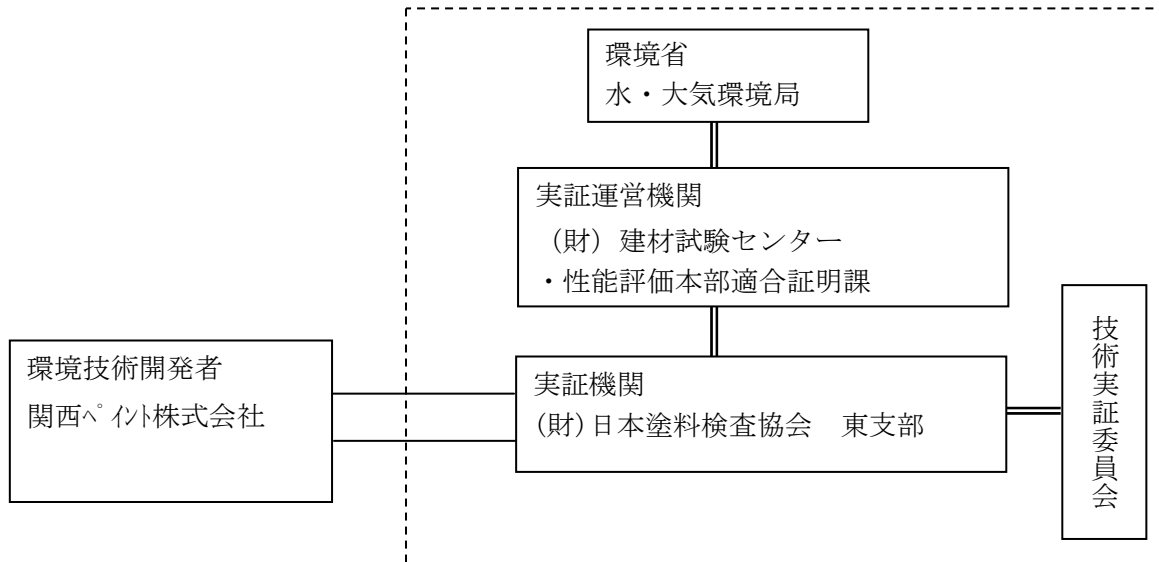 環境省
水・大気環境局
実証運営機関
（財）建材試験センター
・性能評価本部適合証明課
環境技術開発者
関西ﾍﾟｲﾝﾄ株式会社
実証機関
(財)日本塗料検査協会　東支部
技術実証委員会